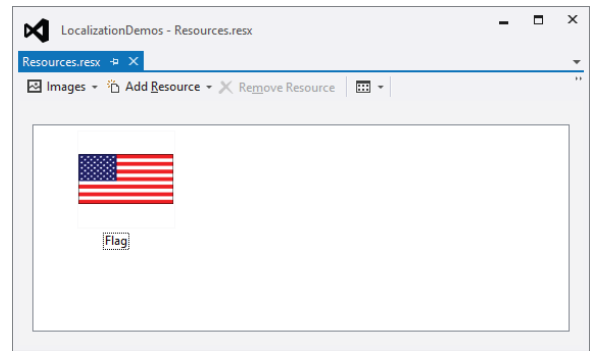 LocalizationDemos - Resources.resx
Resources.resx
Images Add Resource Remove Resource
Flag